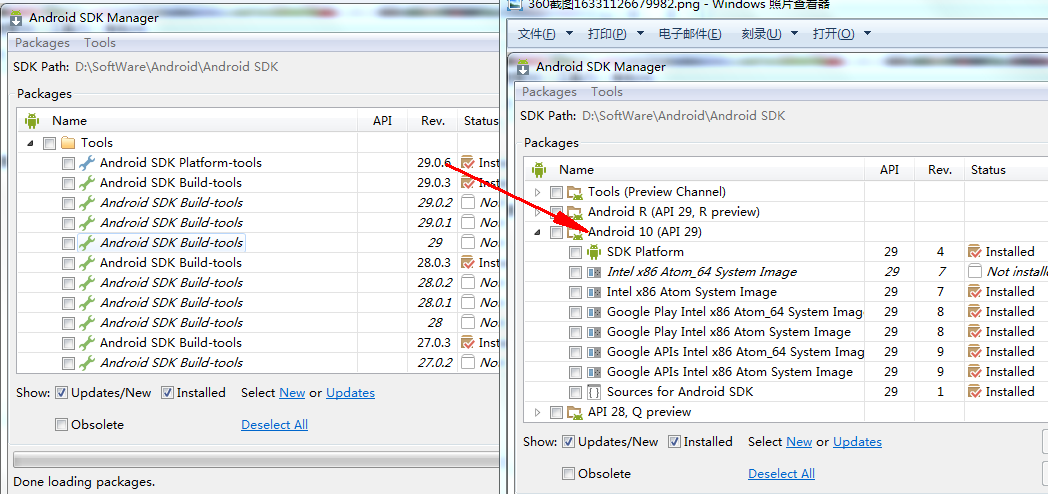 Android SDK Manager
Packages Tools
SDK Path: D:\SoftWare\Android\Android SDK
Packages
Name API Rev. Status
Tools
Android SDK Platform-tools 29.0.6 Inst
Android SDK Build-tools 29.0.3 Inst
Android SDK Build-tools 29.0.2 No
Android SDK Build-tools 29.0.1 No
Android SDK Build-tools 29 No
Android SDK Build-tools 28.0.3 Inst
Android SDK Build-tools 28.0.2 No
Android SDK Build-tools 28.0.1 No
Android SDK Build-tools 28 No
Android SDK Build-tools 27.0.3 Inst
Android SDK Build-tools 27.0.2 No
Show: Updates/New Installed Select New or Updates
Obsolete Deselect All
Done loading packages.
360截图16331126679982.png - Windows 照片查看器
文件(F) 打印(P) 电子邮件(E) 刻录(U) 打开(O)
Android SDK Manager
Packages Tools
SDK Path: D:\SoftWare\Android\Android SDK
Packages
Name API Rev. Status
Tools (Preview Channel)
Android R (API 29, R preview)
Android 10 (API 29)
SDK Platform 29 4 Installed
Intel x86 Atom_64 System Image 29 7 Not installe
Intel x86 Atom System Image 29 7 Installed
Google Play Intel x86 Atom_64 System Imag 29 8 Installed
Google Play Intel x86 Atom System Image 29 8 Installed
Google APIs Intel x86 Atom_64 System Imag 29 9 Installed
Google APIs Intel x86 Atom System Image 29 9 Installed
Sources for Android SDK 29 1 Installed
API 28, Q preview
Show: Updates/New Installed Select New or Updates
Obsolete Deselect All